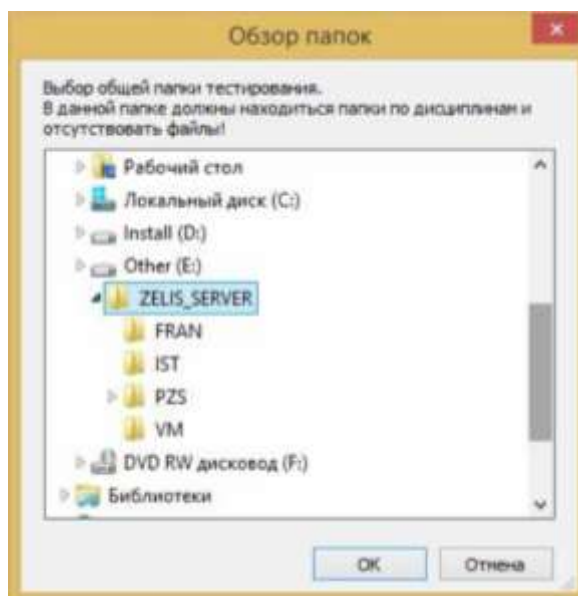 Обзор папок
Выбор общей папки тестирования.
В данной папке должны находиться папки по дисциплинам и
отсутствовать файлы!
Рабочий стол
Локальный диск (C:)
Install (D:)
Other (E:)
ZELIS_SERVER
FRAN
IST
PZS
VM
DVD RW дисковод (F:)
Библиотеки
OK
Отмена